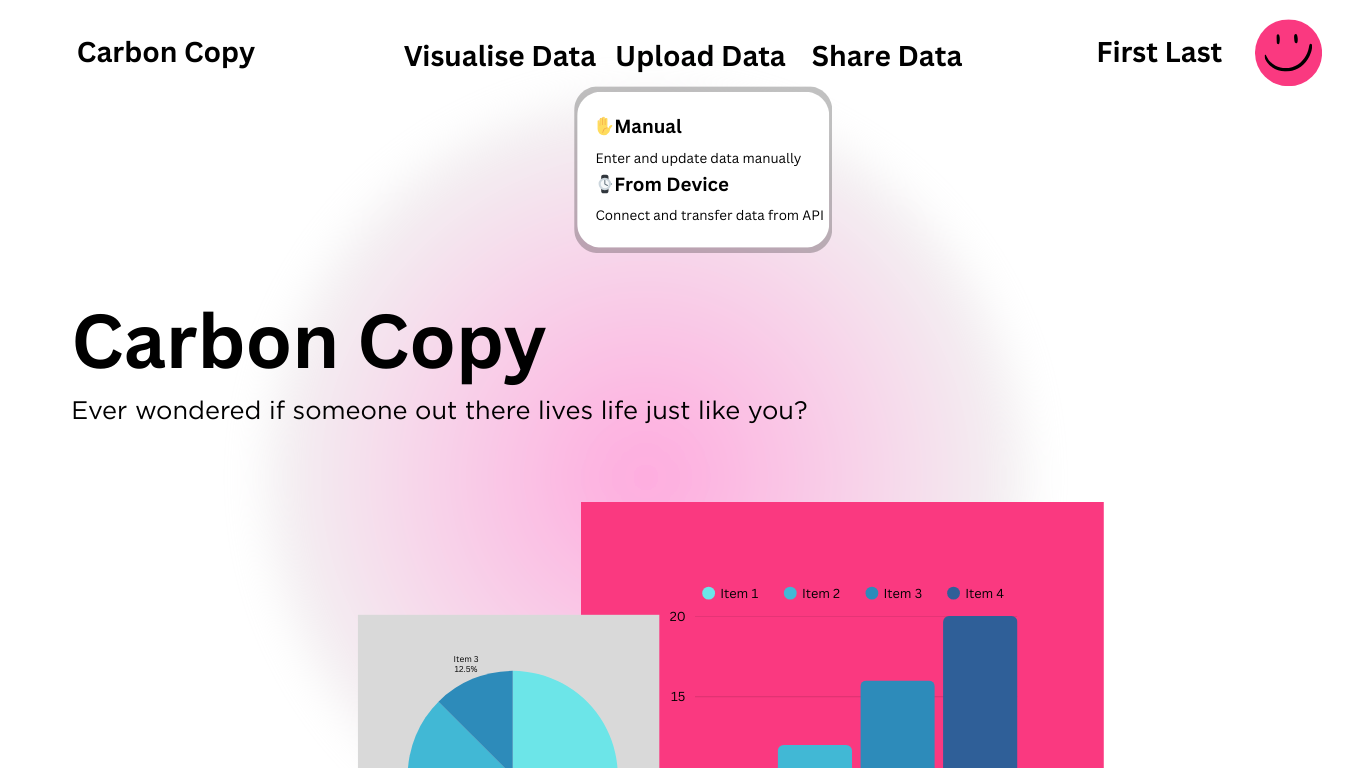 Carbon Copy
Visualise Data
Upload Data
Share Data
First Last
Manual
Enter and update data manually
From Device
Connect and transfer data from API
Carbon Copy
Ever wondered if someone out there lives life just like you?
Item 1
Item 2
Item 3
Item 4
20
15
Item 3
12.5%